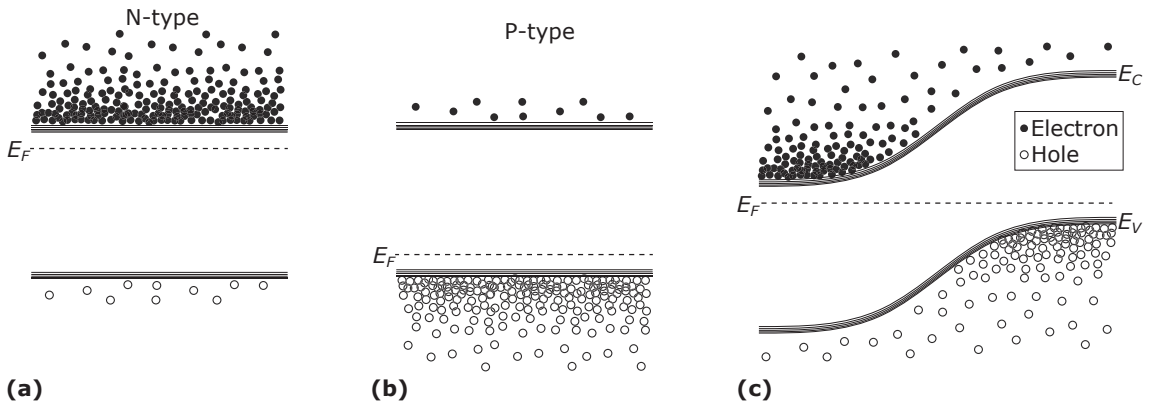 N-type
E_F
(a)
P-type
E_F
(b)
E_C
Electron
Hole
E_F
E_V
(c)